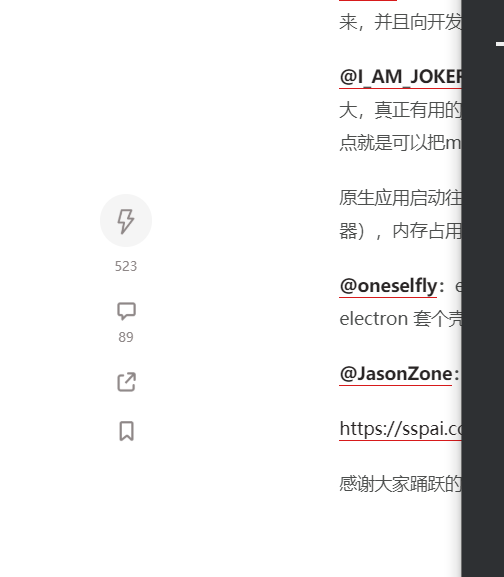 来，并且向开发
@I_AM_JOKER
大，真正有用的
点就是可以把m
原生应用启动往
器），内存占用
@oneselfly：e
electron 套个壳
@JasonZone：
https://sspai.co
感谢大家踊跃的
523
89